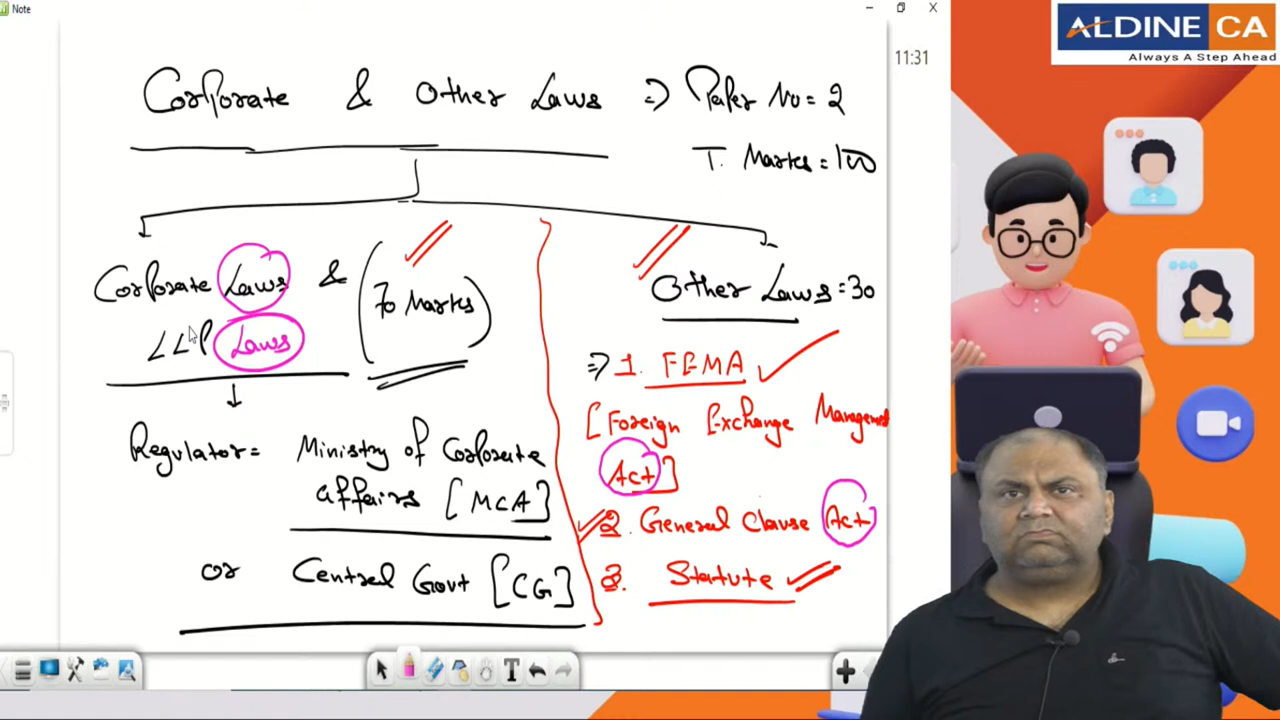 Note
ALDINE CA
Always A Step Ahead
11:31
Corporate & Other Laws => Paper No = 2
T. Marks = 100
Corporate Laws & (70 Marks)
LLP Laws
Other Laws = 30
=> 1. FEMA
[Foreign Exchange Management
Act]
Regulator = Ministry of Corporate
affairs [MCA]
2. General Clause Act
or Central Govt [CG]
3. Statute
T